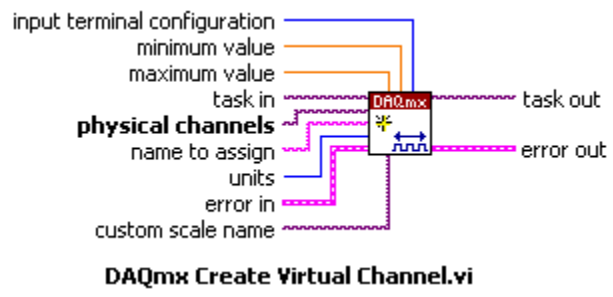 input terminal configuration
minimum value
maximum value
task in
task out
physical channels
name to assign
units
error in
error out
custom scale name
DAQmx
DAQmx Create Virtual Channel.vi